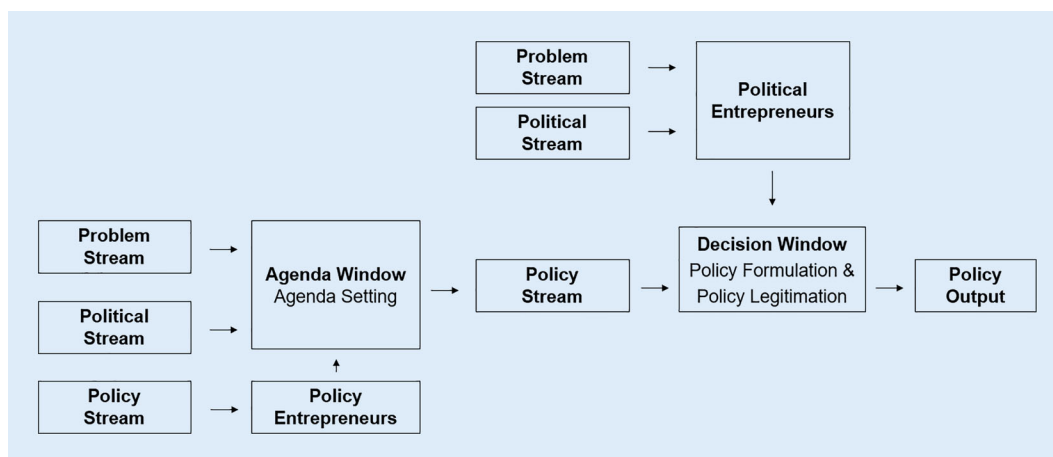 Problem
Stream
Political
Stream
Political
Entrepreneurs
Problem
Stream
Political
Stream
Policy
Stream
Agenda Window
Agenda Setting
Policy
Entrepreneurs
Policy
Stream
Decision Window
Policy Formulation &
Policy Legitimation
Policy
Output